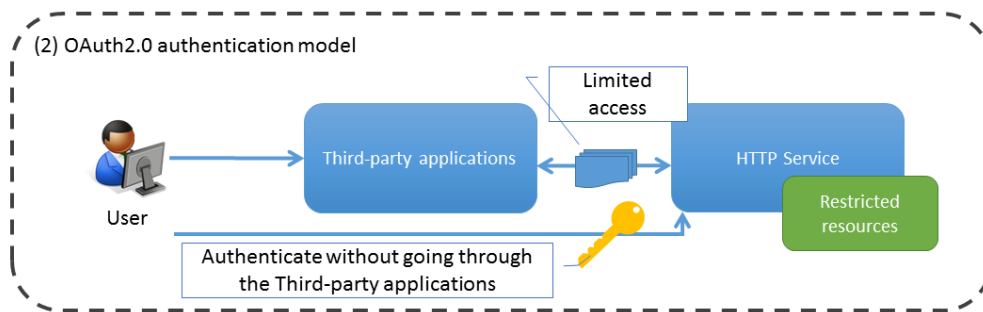 (2) OAuth2.0 authentication model
Limited
access
Third-party applications
HTTP Service
User
Restricted
resources
Authenticate without going through
the Third-party applications